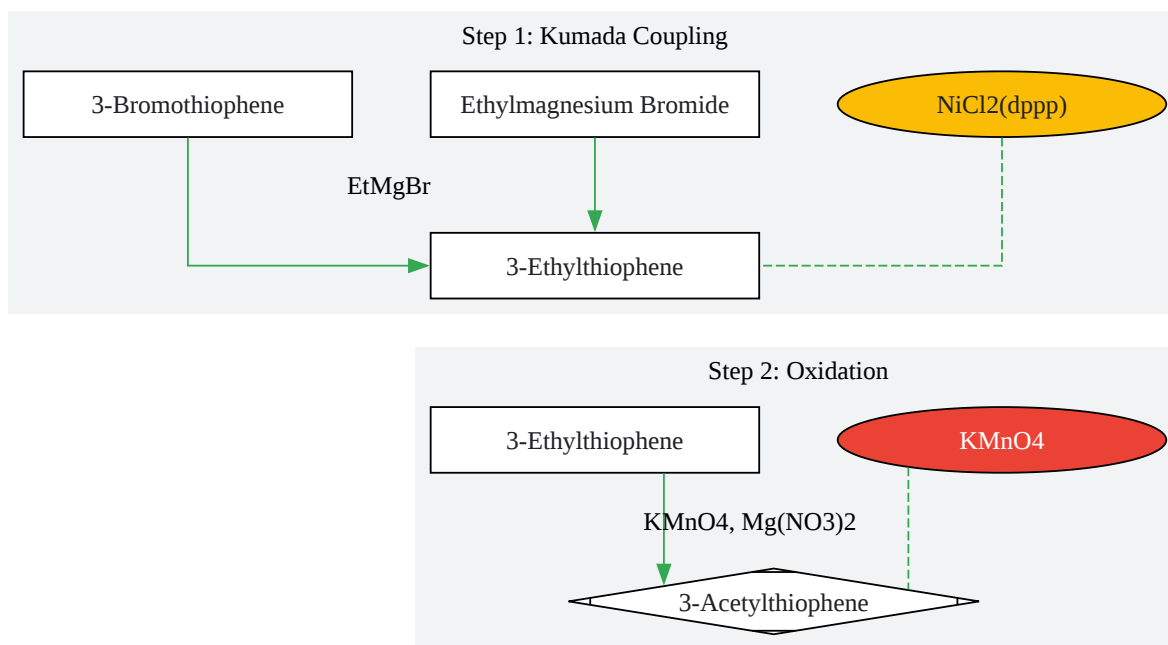 Step 1: Kumada Coupling
3-Bromothiophene
Ethylmagnesium Bromide
NiCl2(dppp)
EtMgBr
3-Ethylthiophene
Step 2: Oxidation
3-Ethylthiophene
KMnO4
KMnO4, Mg(NO3)2
3-Acetylthiophene